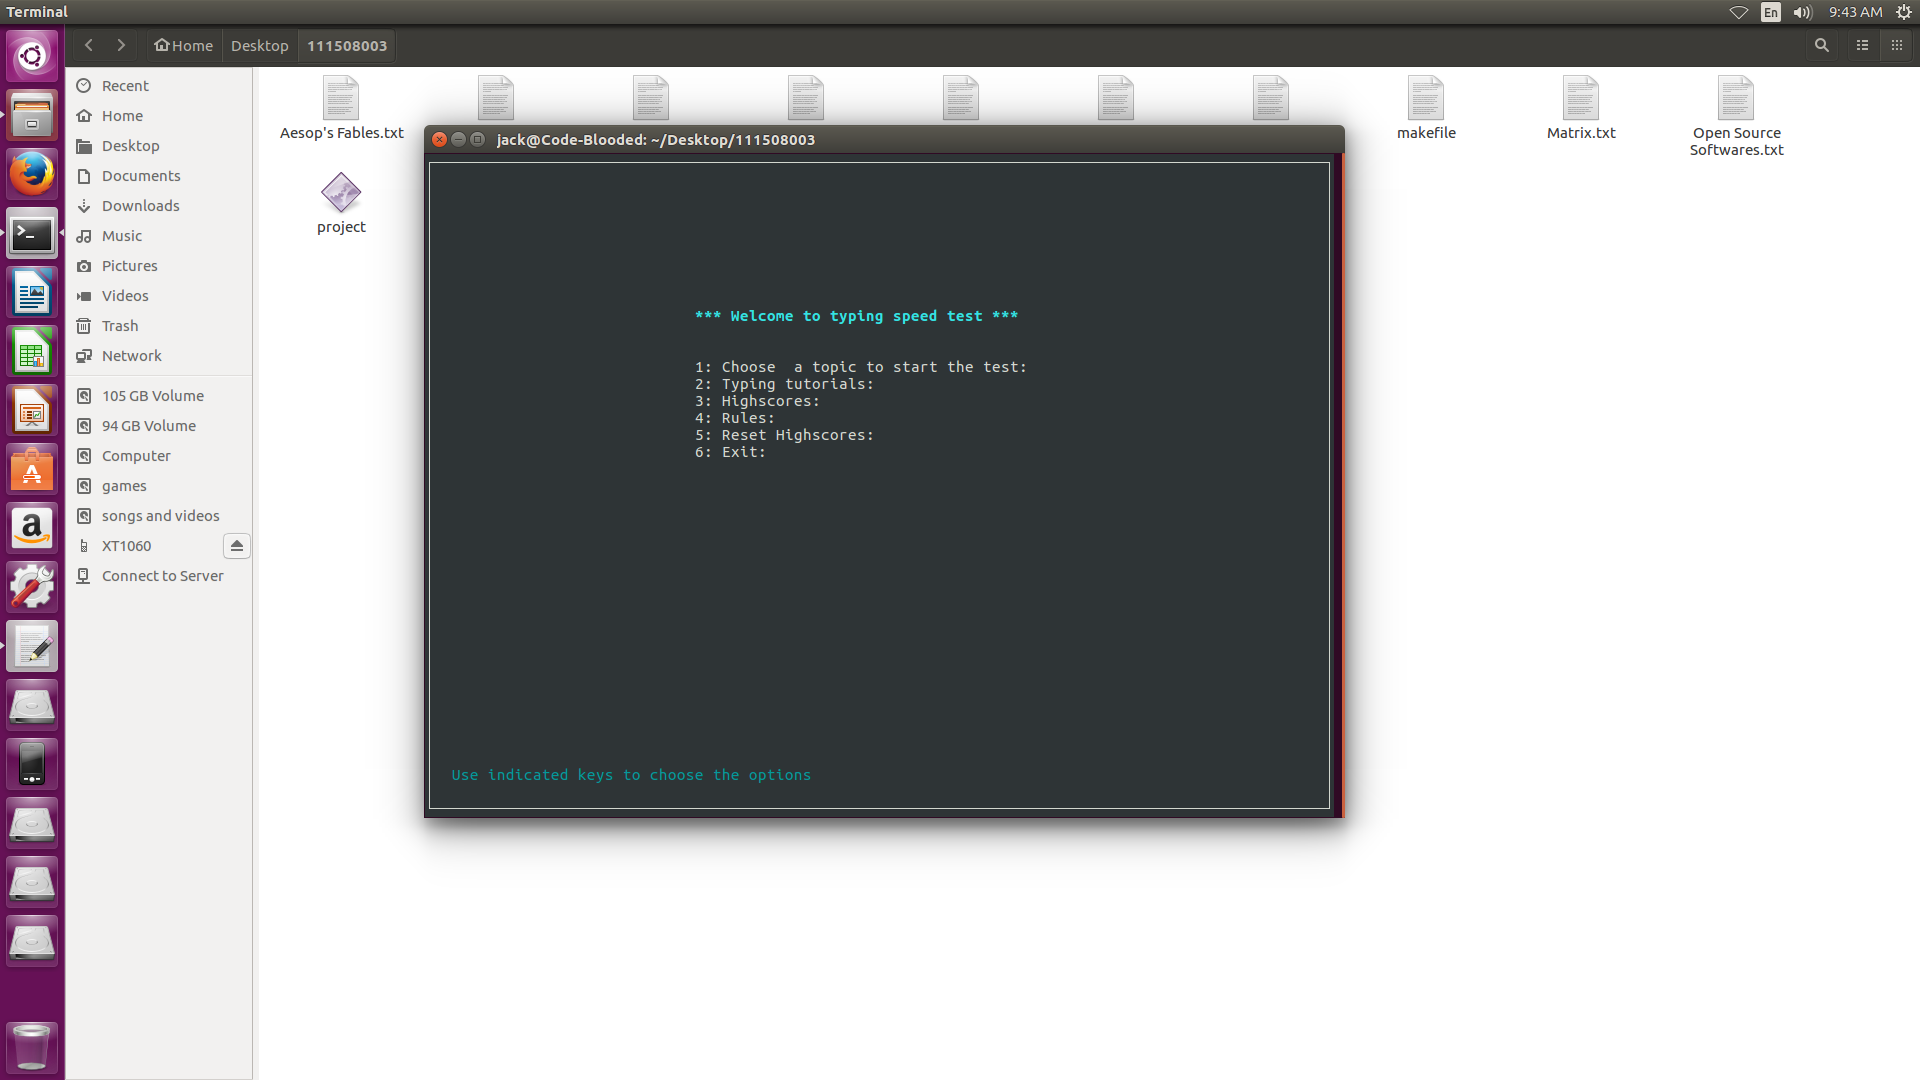 Terminal
En
9:43 AM
Home
Desktop
111508003
Recent
Home
Desktop
Documents
Downloads
Music
Pictures
Videos
Trash
Network
105 GB Volume
94 GB Volume
Computer
games
songs and videos
XT1060
Connect to Server
Aesop's Fables.txt
makefile
Matrix.txt
Open Source
Softwares.txt
project
jack@Code-Blooded: ~/Desktop/111508003
*** Welcome to typing speed test ***
1: Choose  a topic to start the test:
2: Typing tutorials:
3: Highscores:
4: Rules:
5: Reset Highscores:
6: Exit:
Use indicated keys to choose the options